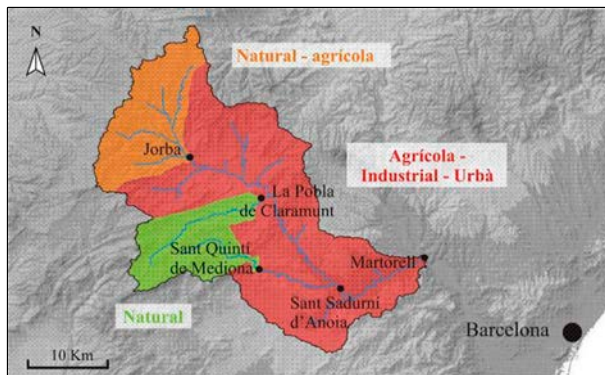 N
Natural - agrícola
Jorba
Agrícola -
Industrial - Urbà
La Pobla
de Claramunt
Sant Quintí
de Mediona
Martorell
Natural
Sant Sadurní
d'Anoia
Barcelona
10 Km